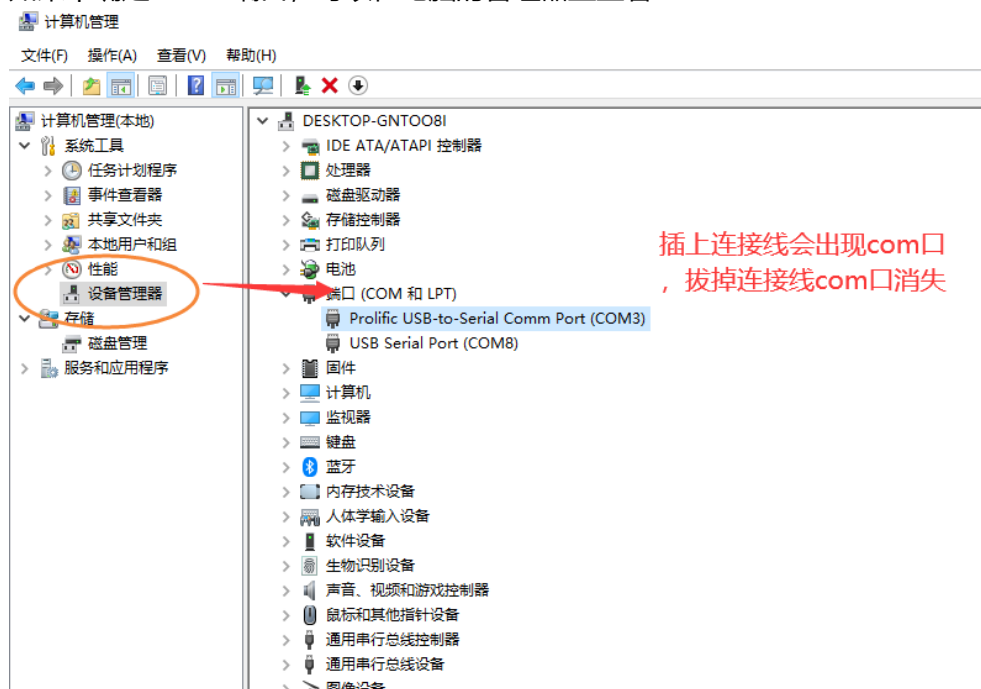 计算机管理
文件(F) 操作(A) 查看(V) 帮助(H)
计算机管理(本地)
系统工具
任务计划程序
事件查看器
共享文件夹
本地用户和组
性能
设备管理器
存储
磁盘管理
服务和应用程序
DESKTOP-GNTOO8I
IDE ATA/ATAPI 控制器
处理器
磁盘驱动器
存储控制器
打印队列
电池
端口 (COM 和 LPT)
Prolific USB-to-Serial Comm Port (COM3)
USB Serial Port (COM8)
固件
计算机
监视器
键盘
蓝牙
内存技术设备
人体学输入设备
软件设备
生物识别设备
声音、视频和游戏控制器
鼠标和其他指针设备
通用串行总线控制器
通用串行总线设备
图像设备
插上连接线会出现com口
，拔掉连接线com口消失